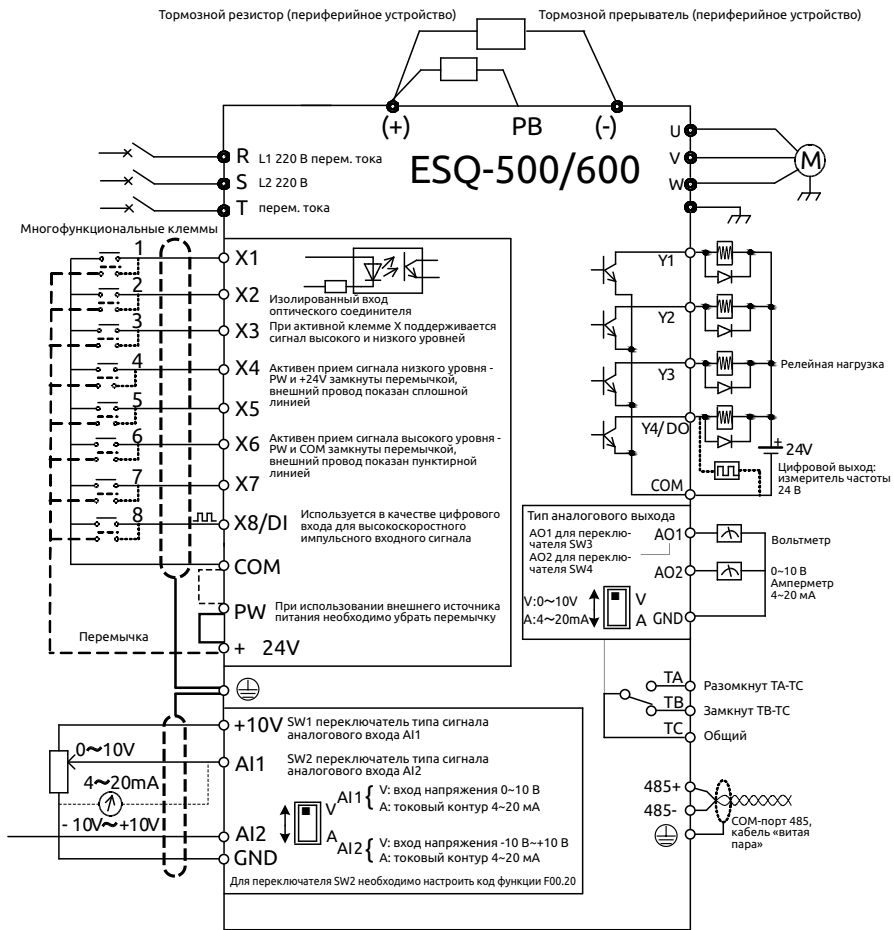 Тормозной резистор (периферийное устройство)
Тормозной прерыватель (периферийное устройство)
(+)
PB
(-)
ESQ-500/600
R L1 220 В перем. тока
S L2 220 В
T перем. тока
U
V
W
M
Многофункциональные клеммы
1
2
3
4
5
6
7
8
X1
X2
X3
X4
X5
X6
X7
X8/DI
COM
PW
+ 24V
Перемычка
Изолированный вход
оптического соединителя
При активной клемме X поддерживается
сигнал высокого и низкого уровней
Активен прием сигнала низкого уровня -
PW и +24V замкнуты перемычкой,
внешний провод показан сплошной
линией
Активен прием сигнала высокого уровня -
PW и COM замкнуты перемычкой,
внешний провод показан пунктирной
линией
Используется в качестве цифрового
входа для высокоскоростного
импульсного входного сигнала
При использовании внешнего источника
питания необходимо убрать перемычку
Y1
Y2
Y3
Y4/DO
COM
Релейная нагрузка
+
24V
Цифровой выход:
измеритель частоты
24 В
Тип аналогового выхода
АО1 для переклю-
чателя SW3
АО2 для переклю-
чателя SW4
V:0~10V
A:4~20mA
V
A
AO1
AO2
GND
Вольтметр
0~10 В
Амперметр
4~20 мА
TA
TB
TC
Разомкнут TA-TC
Замкнут TB-TC
Общий
485+
485-
COM-порт 485,
кабель «витая
пара»
0~10V
4~20mA
- 10V~+10V
+10V
AI1
AI2
GND
SW1 переключатель типа сигнала
аналогового входа AI1
SW2 переключатель типа сигнала
аналогового входа AI2
V
A
AI1 { V: вход напряжения 0~10 В
A: токовый контур 4~20 мА
AI2 { V: вход напряжения -10 В~+10 В
A: токовый контур 4~20 мА
Для переключателя SW2 необходимо настроить код функции F00.20